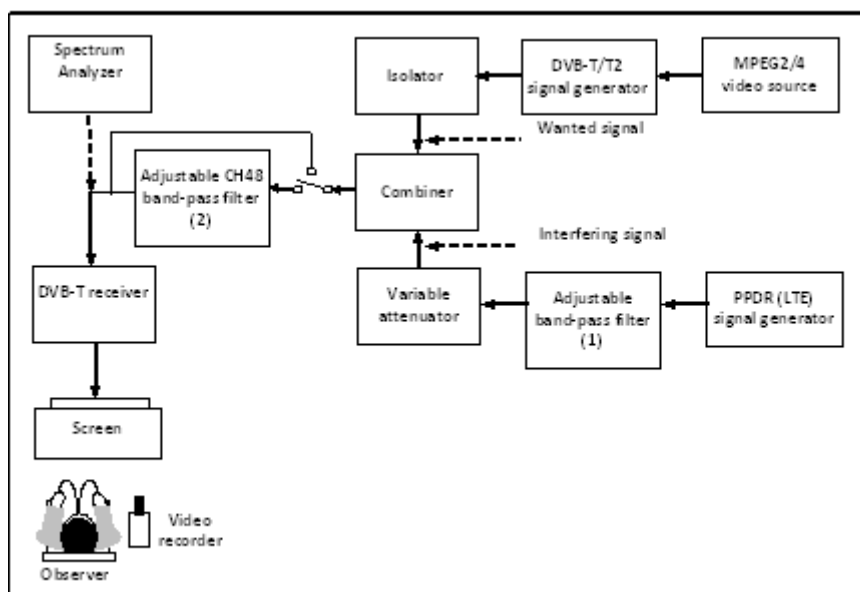 Spectrum
Analyzer
Isolator
DVB-T/T2
signal generator
MPEG2/4
video source
Wanted signal
Adjustable CH48
band-pass filter
(2)
Combiner
Interfering signal
DVB-T receiver
Variable
attenuator
Adjustable
band-pass filter
(1)
PPDR (LTE)
signal generator
Screen
Video
recorder
Observer